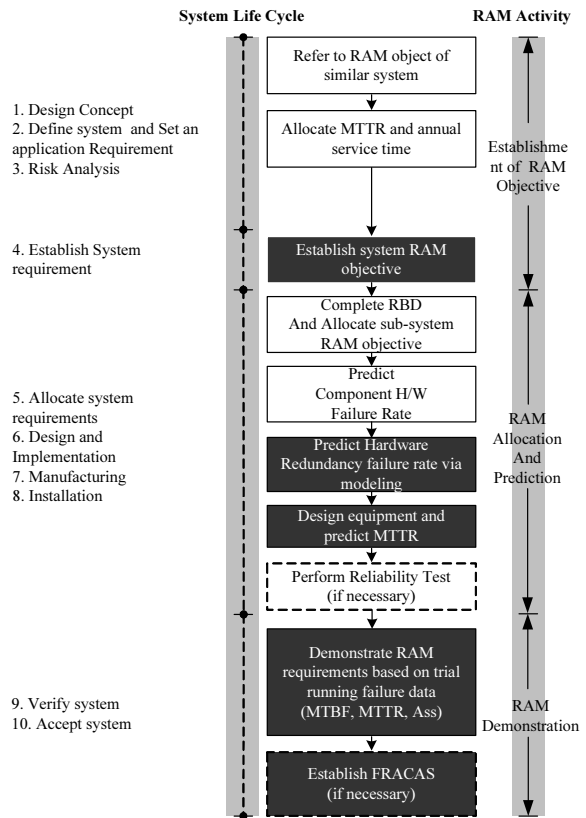 System Life Cycle
RAM Activity
Refer to RAM object of
similar system
1. Design Concept
2. Define system and Set an
application Requirement
3. Risk Analysis
Allocate MTTR and annual
service time
Establishme
nt of RAM
Objective
4. Establish System
requirement
Establish system RAM
objective
Complete RBD
And Allocate sub-system
RAM objective
Predict
Component H/W
Failure Rate
5. Allocate system
requirements
6. Design and
Implementation
7. Manufacturing
8. Installation
Predict Hardware
Redundancy failure rate via
modeling
RAM
Allocation
And
Prediction
Design equipment and
predict MTTR
Perform Reliability Test
(if necessary)
Demonstrate RAM
requirements based on trial
running failure data
(MTBF, MTTR, Ass)
9. Verify system
10. Accept system
RAM
Demonstration
Establish FRACAS
(if necessary)